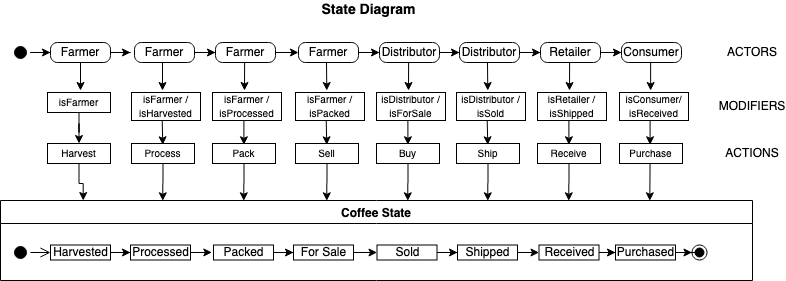 State Diagram
Farmer Farmer Farmer Farmer Distributor Distributor Retailer Consumer ACTORS
isFarmer isFarmer / isFarmer / isFarmer / isDistributor / isDistributor / isRetailer / isConsumer/ MODIFIERS
isHarvested isProcessed isPacked isForSale isSold isShipped isReceived
Harvest Process Pack Sell Buy Ship Receive Purchase ACTIONS
Coffee State
Harvested Processed Packed For Sale Sold Shipped Received Purchased